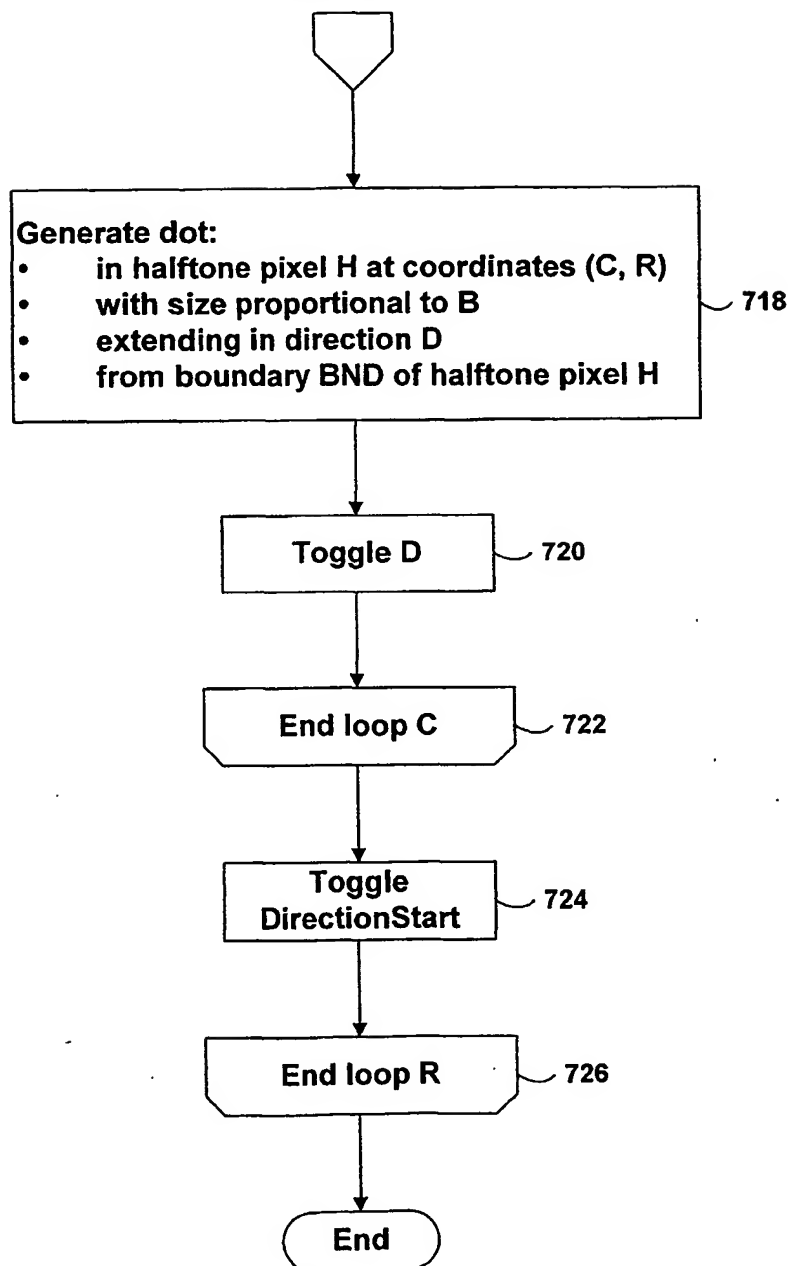 Generate dot:
• in halftone pixel H at coordinates (C, R)
• with size proportional to B
• extending in direction D
• from boundary BND of halftone pixel H
718
Toggle D
720
End loop C
722
Toggle
DirectionStart
724
End loop R
726
End